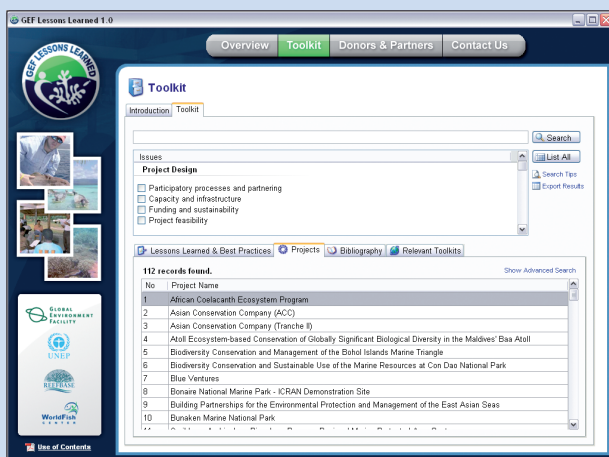 GEF Lessons Learned 1.0
GEF LESSONS LEARNED
Overview
Toolkit
Donors & Partners
Contact Us
Toolkit
Introduction
Toolkit
Search
Issues
List All
Project Design
Search Tips
Participatory processes and partnering
Export Results
Capacity and infrastructure
Funding and sustainability
Project feasibility
Lessons Learned & Best Practices
Projects
Bibliography
Relevant Toolkits
112 records found.
Show Advanced Search
No Project Name
1 African Coelacanth Ecosystem Program
2 Asian Conservation Company (ACC)
3 Asian Conservation Company (Tranche II)
4 Atoll Ecosystem-based Conservation of Globally Significant Biological Diversity in the Maldives' Baa Atoll
5 Biodiversity Conservation and Management of the Bohol Islands Marine Triangle
6 Biodiversity Conservation and Sustainable Use of the Marine Resources at Con Dao National Park
7 Blue Ventures
8 Bonaire National Marine Park - ICRAN Demonstration Site
9 Building Partnerships for the Environmental Protection and Management of the East Asian Seas
10 Bunaken Marine National Park
GLOBAL
ENVIRONMENT
FACILITY
UNEP
REEFBASE
WorldFish
CENTER
Use of Contents